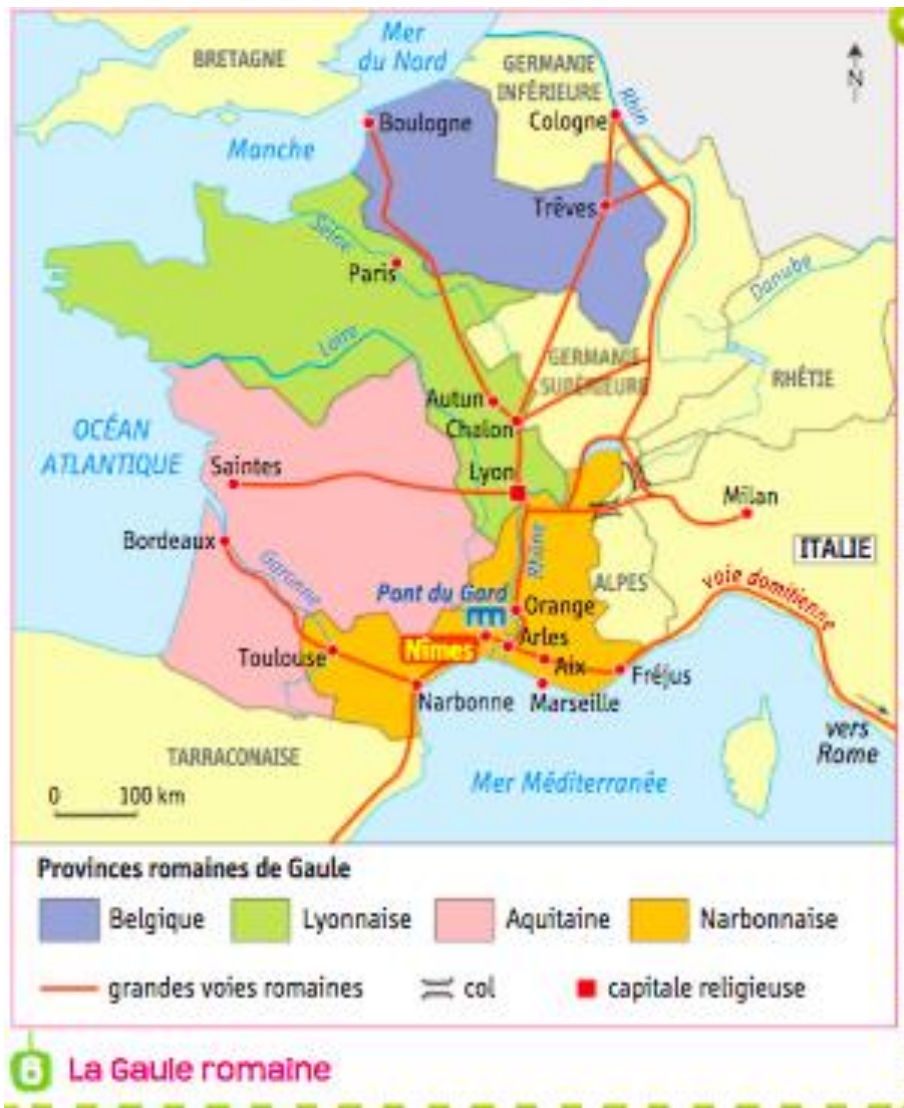 BRETAGNE
Mer
du Nord
GERMANIE
INFÉRIEURE
N
Rhin
Cologne
Boulogne
Manche
Trêves
Seine
Paris
Danube
Loire
GERMANIE
SUPÉRIEURE
RHÉTIE
Autun
Chalon
OCÉAN
ATLANTIQUE
Saintes
Lyon
Milan
Bordeaux
ITALIE
Rhône
Garonne
Pont du Gard
ALPES
voie domitienne
Orange
Nîmes
Arles
Toulouse
Aix
Fréjus
Narbonne
Marseille
vers
Rome
TARRACONAISE
Mer Méditerranée
0 100 km
Provinces romaines de Gaule
Belgique
Lyonnaise
Aquitaine
Narbonnaise
grandes voies romaines
col
capitale religieuse
6 La Gaule romaine